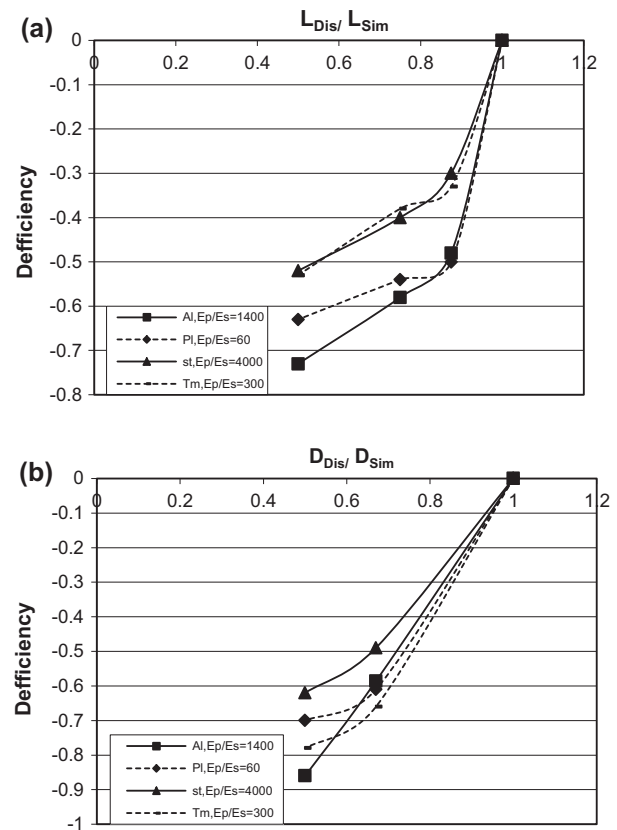 (a)
L_Dis/ L_Sim
0
0 0.2 0.4 0.6 0.8 1 1.2
-0.1
-0.2
-0.3
-0.4
-0.5
-0.6
-0.7
-0.8
Defficiency
Al,Ep/Es=1400
Pl,Ep/Es=60
st,Ep/Es=4000
Tm,Ep/Es=300
(b)
D_Dis/ D_Sim
0
0 0.2 0.4 0.6 0.8 1 12
-0.1
-0.2
-0.3
-0.4
-0.5
-0.6
-0.7
-0.8
-0.9
-1
Defficiency
Al,Ep/Es=1400
Pl,Ep/Es=60
st,Ep/Es=4000
Tm,Ep/Es=300